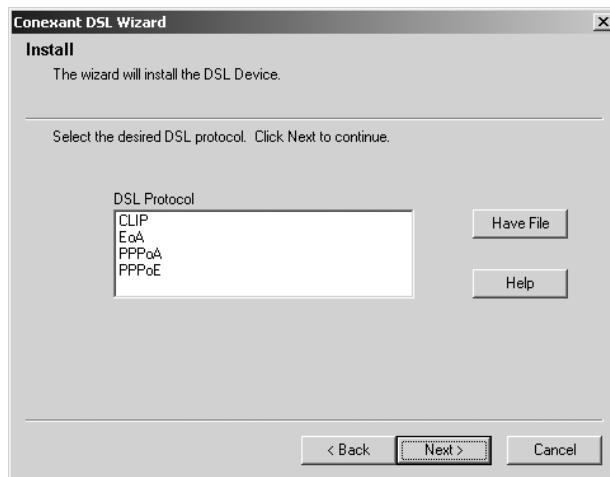 Conexant DSL Wizard
Install
The wizard will install the DSL Device.
Select the desired DSL protocol.  Click Next to continue.
DSL Protocol
CLIP
EoA
PPPoA
PPPoE
Have File
Help
< Back
Next >
Cancel